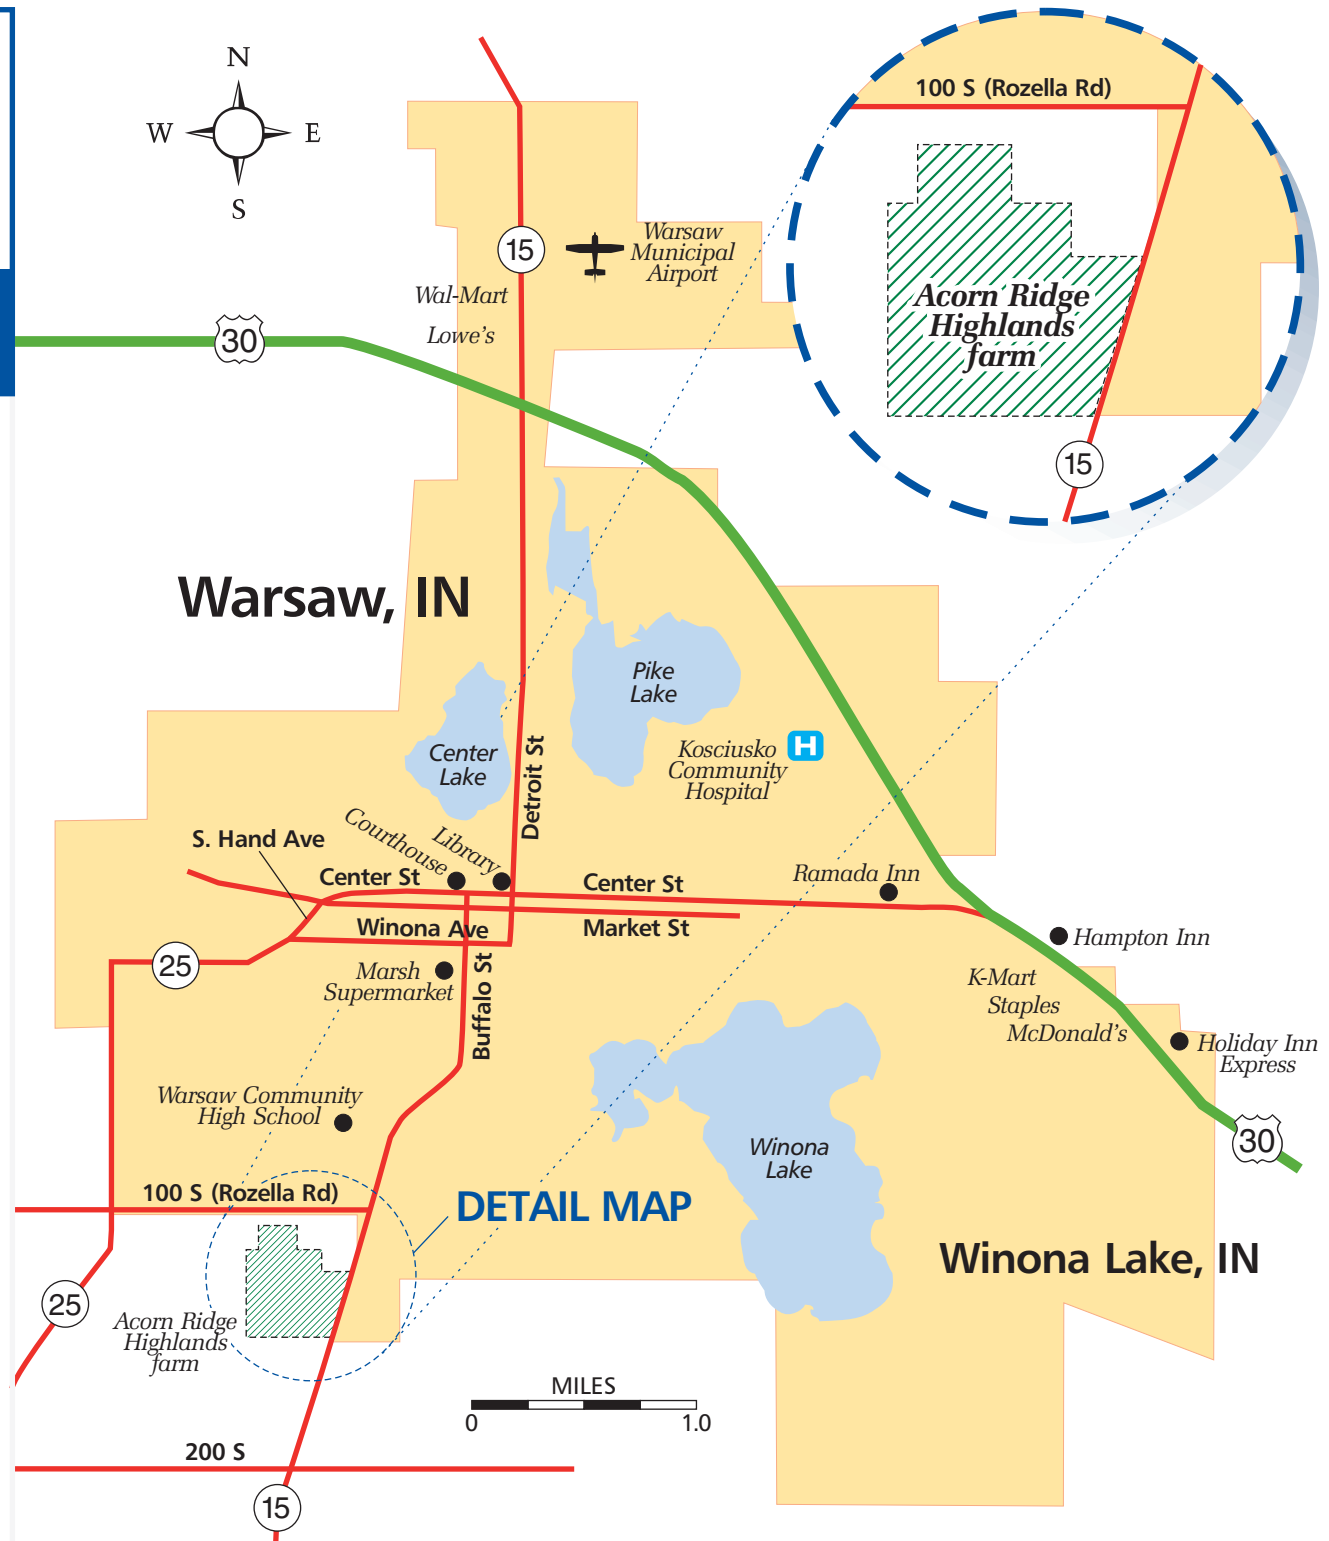 N
W
E
S
100 S (Rozella Rd)
15
Warsaw
Municipal
Airport
Wal-Mart
Lowe's
30
Acorn Ridge
Highlands
farm
15
Warsaw, IN
Pike
Lake
Center
Lake
Detroit St
Kosciusko
Community
Hospital
H
S. Hand Ave
Courthouse
Library
Center St
Center St
Ramada Inn
Winona Ave
Market St
Hampton Inn
25
Marsh
Supermarket
Buffalo St
K-Mart
Staples
McDonald's
Holiday Inn
Express
Warsaw Community
High School
30
Winona
Lake
100 S (Rozella Rd)
DETAIL MAP
Winona Lake, IN
25
Acorn Ridge
Highlands
farm
MILES
0
1.0
200 S
15